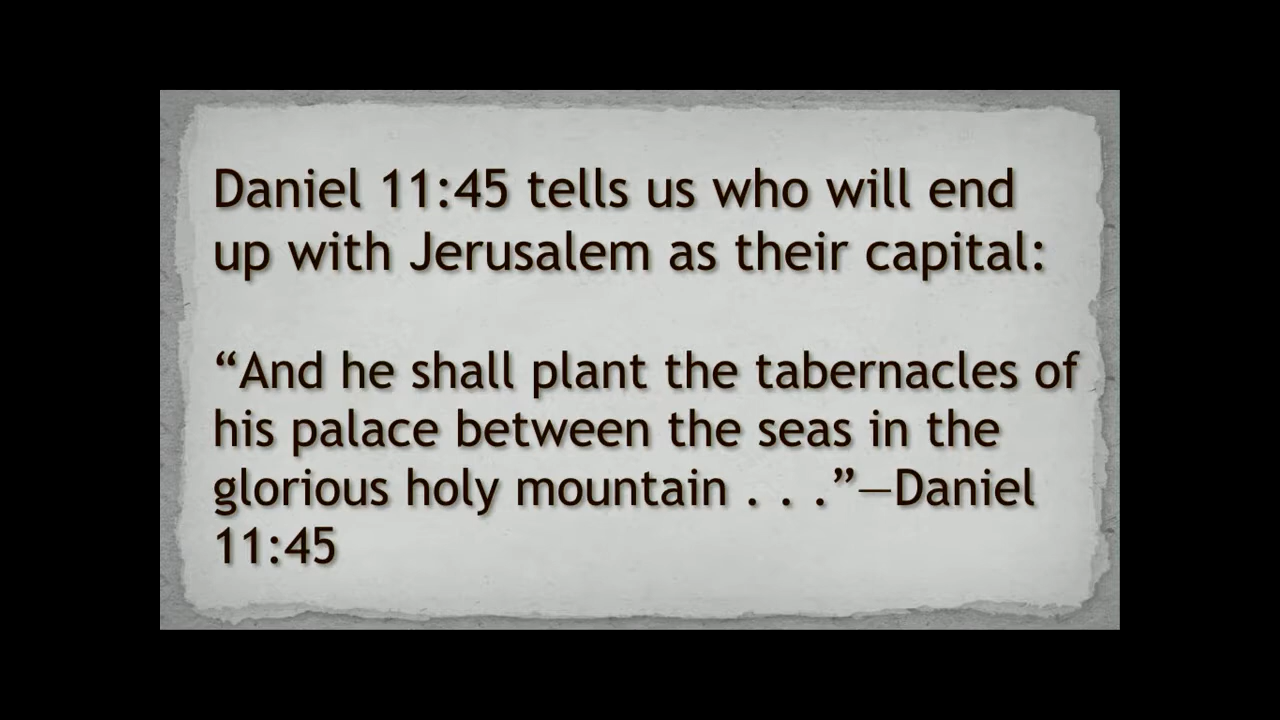 Daniel 11:45 tells us who will end
up with Jerusalem as their capital:
“And he shall plant the tabernacles of
his palace between the seas in the
glorious holy mountain . . .”—Daniel
11:45